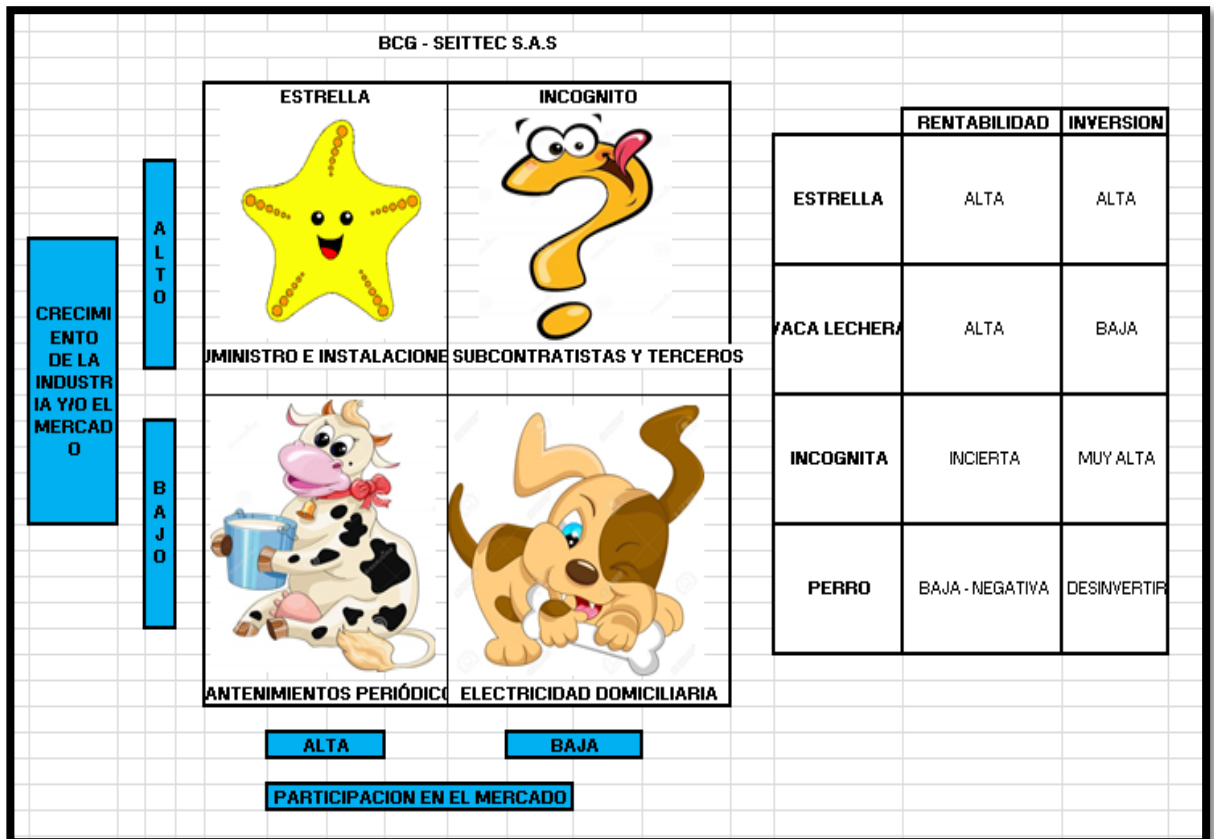 BCG - SEITTEC S.A.S
ESTRELLA
INCOGNITO
CRECIMI
ENTO
DE LA
INDUSTR
IA Y/O EL
MERCAD
O
A
L
T
O
B
A
J
O
UMINISTRO E INSTALACIONE
SUBCONTRATISTAS Y TERCEROS
ANTENIMIENTOS PERIÓDIC
ELECTRICIDAD DOMICILIARIA
ALTA
BAJA
PARTICIPACION EN EL MERCADO
RENTABILIDAD INVERSION
ESTRELLA ALTA ALTA
VACA LECHERA ALTA BAJA
INCOGNITA INCIERTA MUY ALTA
PERRO BAJA - NEGATIVA DESINVERTIR